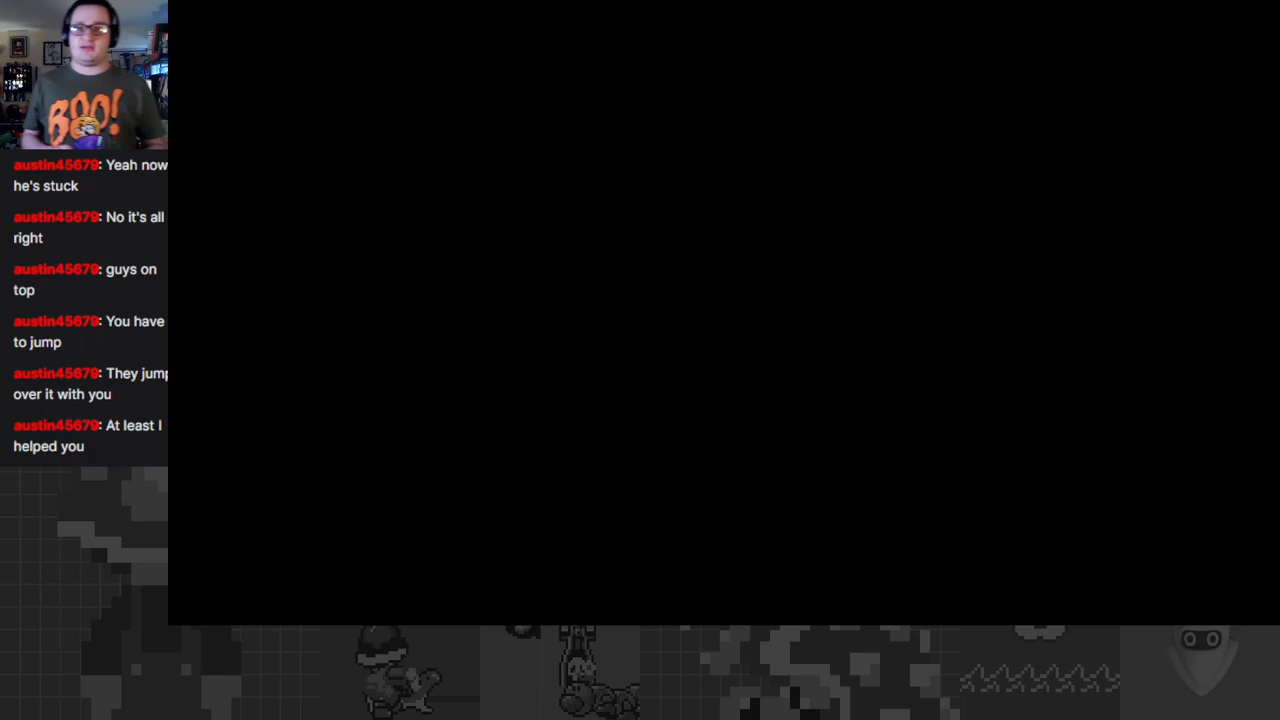 BOO!
austin45679: Yeah now
he's stuck
austin45679: No it's all
right
austin45679: guys on
top
austin45679: You have
to jump
austin45679: They jump
over it with you
austin45679: At least I
helped you